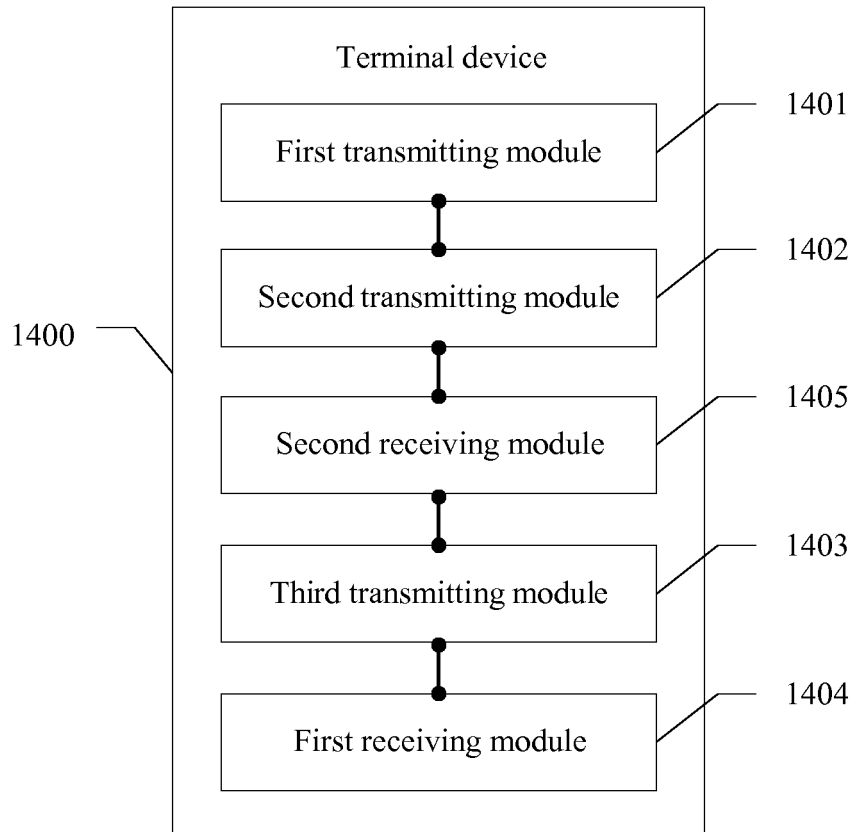 Terminal device
1401
First transmitting module
1402
Second transmitting module
1400
1405
Second receiving module
1403
Third transmitting module
1404
First receiving module